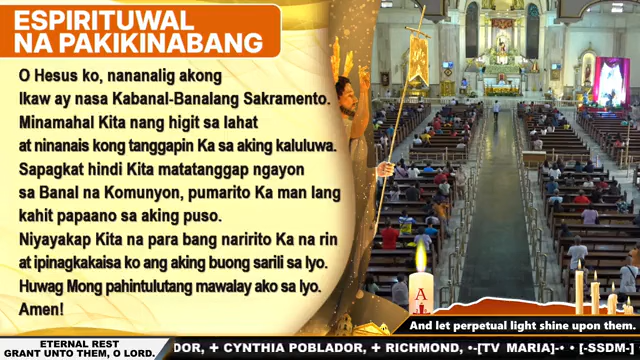 ESPIRITUWAL
NA PAKIKINABANG
O Hesus ko, nananalig akong
Ikaw ay nasa Kabanal-Banalang Sakramento.
Minamahal Kita nang higit sa lahat
at ninanais kong tanggapin Ka sa aking kaluluwa.
Sapagkat hindi Kita matatanggap ngayon
sa Banal na Komunyon, pumarito Ka man lang
kahit papaano sa aking puso.
Niyayakap Kita na para bang naririto Ka na rin
at ipinagkakaisa ko ang aking buong sarili sa Iyo.
Huwag Mong pahintulutang mawalay ako sa Iyo.
Amen!
A
And let perpetual light shine upon them.
ETERNAL REST
GRANT UNTO THEM, O LORD.
DOR, + CYNTHIA POBLADOR, + RICHMOND, •-[TV MARIA]-• • [-SSDM-]